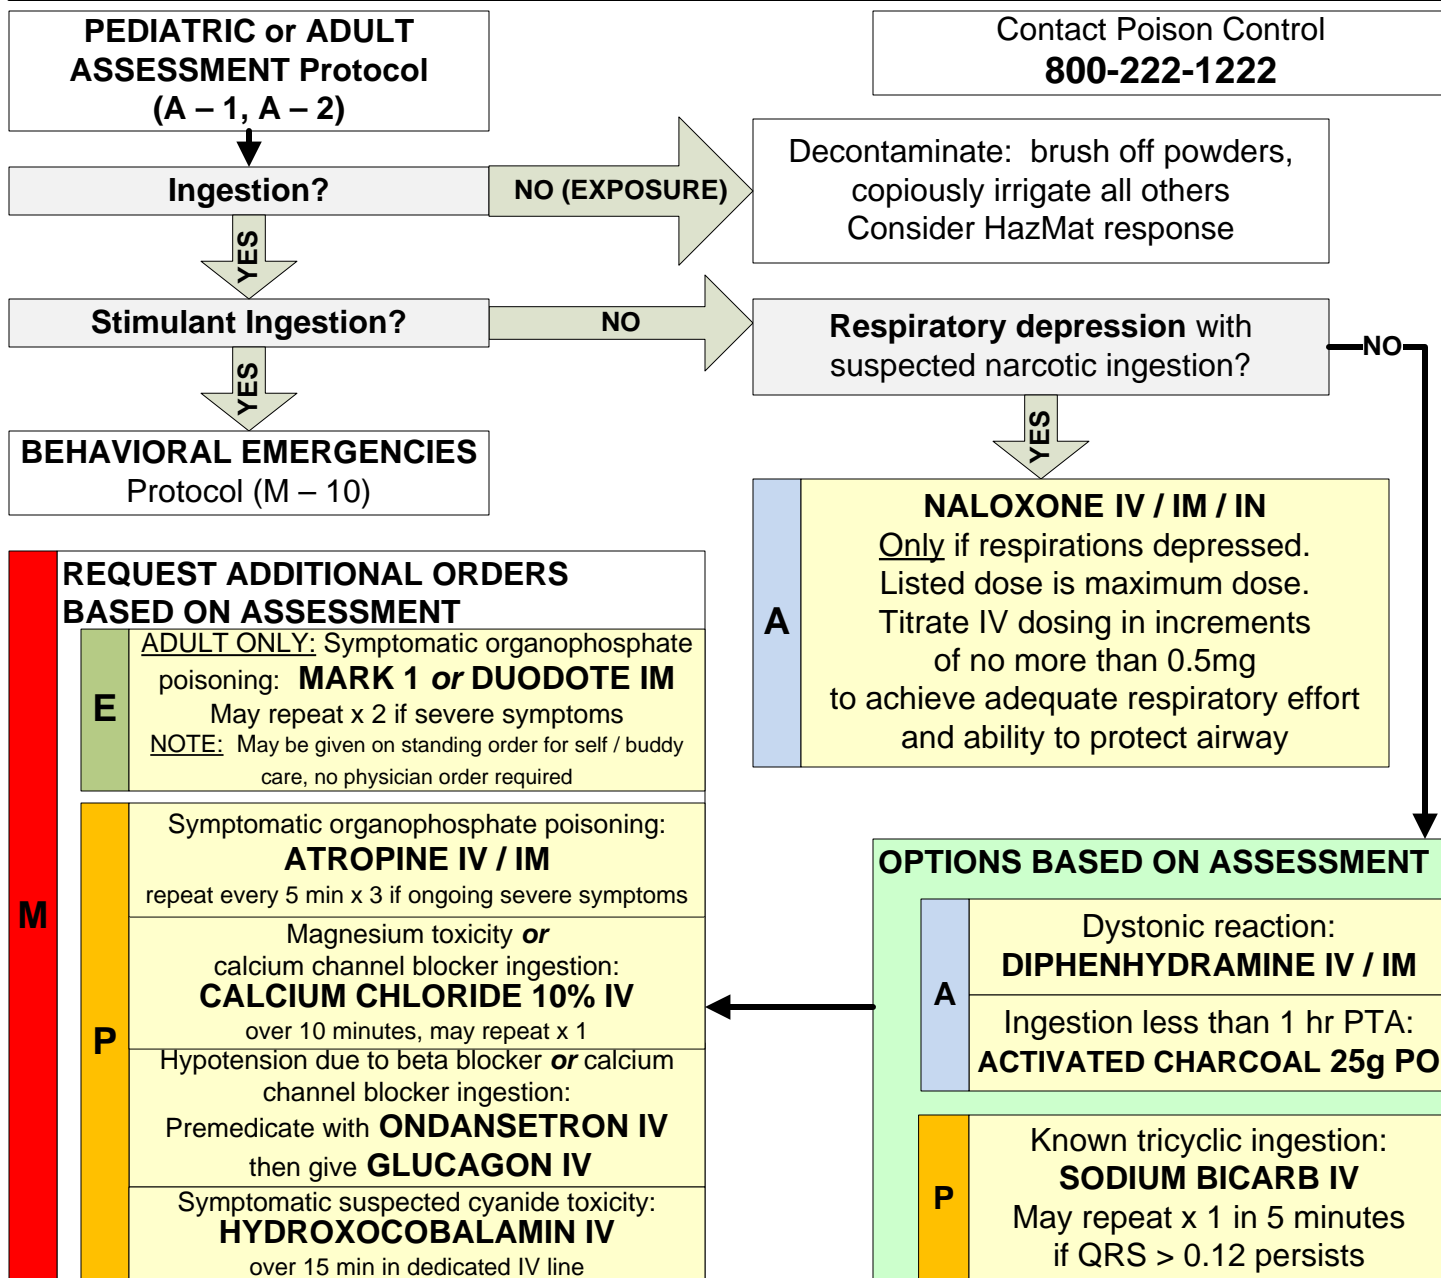 PEDIATRIC or ADULT
ASSESSMENT Protocol
(A – 1, A – 2)
Contact Poison Control
800-222-1222
Ingestion?
NO (EXPOSURE)
Decontaminate: brush off powders,
copiously irrigate all others
Consider HazMat response
YES
Stimulant Ingestion?
NO
Respiratory depression with
suspected narcotic ingestion?
NO
YES
YES
BEHAVIORAL EMERGENCIES
Protocol (M – 10)
A
NALOXONE IV / IM / IN
Only if respirations depressed.
Listed dose is maximum dose.
Titrate IV dosing in increments
of no more than 0.5mg
to achieve adequate respiratory effort
and ability to protect airway
M
REQUEST ADDITIONAL ORDERS
BASED ON ASSESSMENT
E
ADULT ONLY: Symptomatic organophosphate
poisoning: MARK 1 or DUODOTE IM
May repeat x 2 if severe symptoms
NOTE: May be given on standing order for self / buddy
care, no physician order required
P
Symptomatic organophosphate poisoning:
ATROPINE IV / IM
repeat every 5 min x 3 if ongoing severe symptoms
Magnesium toxicity or
calcium channel blocker ingestion:
CALCIUM CHLORIDE 10% IV
over 10 minutes, may repeat x 1
Hypotension due to beta blocker or calcium
channel blocker ingestion:
Premedicate with ONDANSETRON IV
then give GLUCAGON IV
Symptomatic suspected cyanide toxicity:
HYDROXOCOBALAMIN IV
over 15 min in dedicated IV line
OPTIONS BASED ON ASSESSMENT
A
Dystonic reaction:
DIPHENHYDRAMINE IV / IM
Ingestion less than 1 hr PTA:
ACTIVATED CHARCOAL 25g PO
P
Known tricyclic ingestion:
SODIUM BICARB IV
May repeat x 1 in 5 minutes
if QRS > 0.12 persists